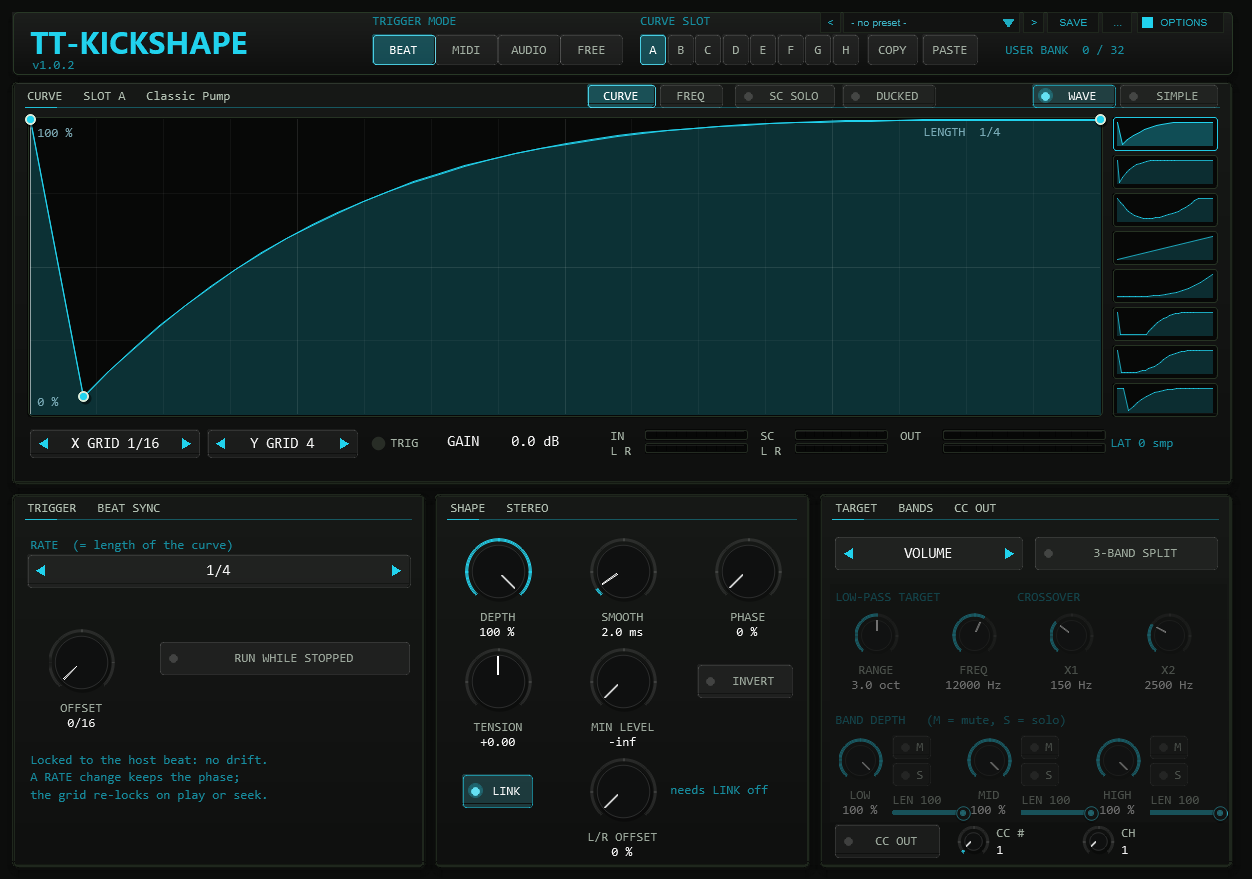 TRIGGER MODE
CURVE SLOT
< - no preset - > SAVE ... OPTIONS
TT-KICKSHAPE
v1.0.2
BEAT MIDI AUDIO FREE
A B C D E F G H COPY PASTE
USER BANK 0 / 32
CURVE SLOT A Classic Pump
CURVE FREQ SC SOLO DUCKED
WAVE SIMPLE
100 %
LENGTH 1/4
0 %
X GRID 1/16
Y GRID 4
TRIG
GAIN 0.0 dB
IN
L R
SC
L R
OUT
LAT 0 smp
TRIGGER BEAT SYNC
RATE (= length of the curve)
1/4
RUN WHILE STOPPED
OFFSET
0/16
Locked to the host beat: no drift.
A RATE change keeps the phase;
the grid re-locks on play or seek.
SHAPE STEREO
DEPTH SMOOTH PHASE
100 % 2.0 ms 0 %
INVERT
TENSION MIN LEVEL
+0.00 -inf
LINK
needs LINK off
L/R OFFSET
0 %
TARGET BANDS CC OUT
VOLUME
3-BAND SPLIT
LOW-PASS TARGET CROSSOVER
RANGE FREQ X1 X2
3.0 oct 12000 Hz 150 Hz 2500 Hz
BAND DEPTH (M = mute, S = solo)
M M M
S S S
LOW LEN 100 MID LEN 100 HIGH LEN 100
100 % 100 % 100 %
CC OUT
CC #
1
CH
1